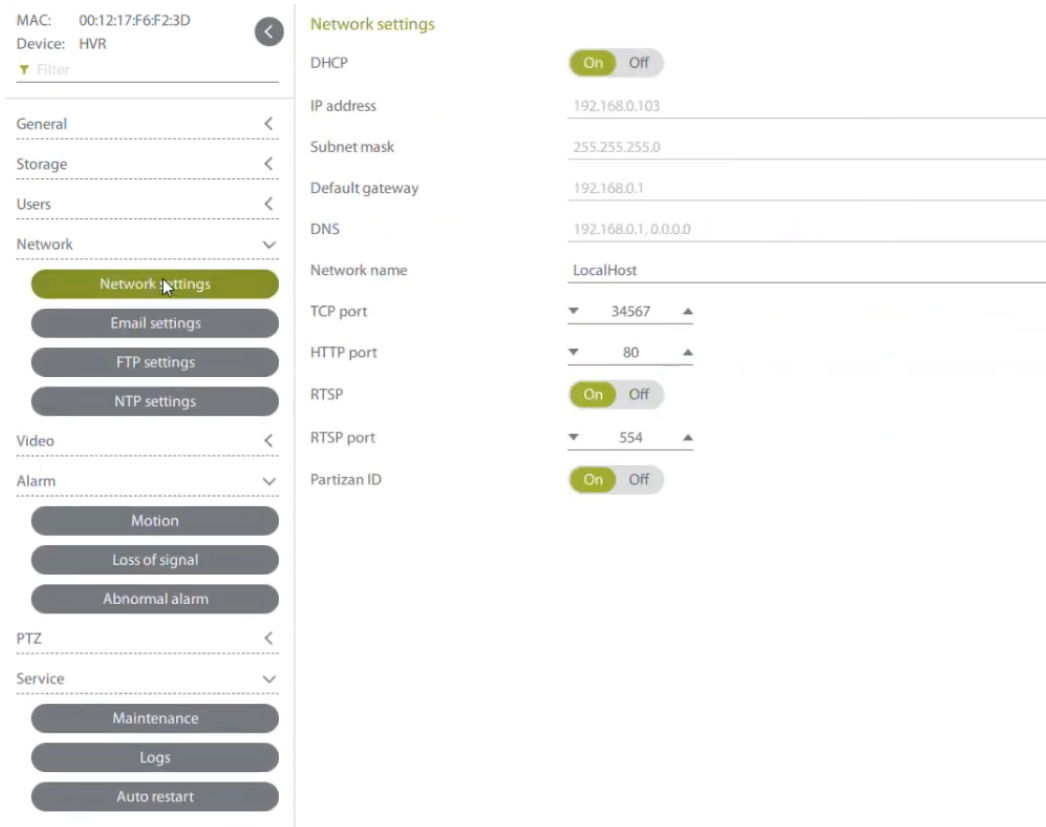 MAC: 00:12:17:F6:F2:3D
Device: HVR
Filter
General
Storage
Users
Network
Network settings
Email settings
FTP settings
NTP settings
Video
Alarm
Motion
Loss of signal
Abnormal alarm
PTZ
Service
Maintenance
Logs
Auto restart
Network settings
DHCP On Off
IP address 192.168.0.103
Subnet mask 255.255.255.0
Default gateway 192.168.0.1
DNS 192.168.0.1, 0.0.0.0
Network name LocalHost
TCP port 34567
HTTP port 80
RTSP On Off
RTSP port 554
Partizan ID On Off